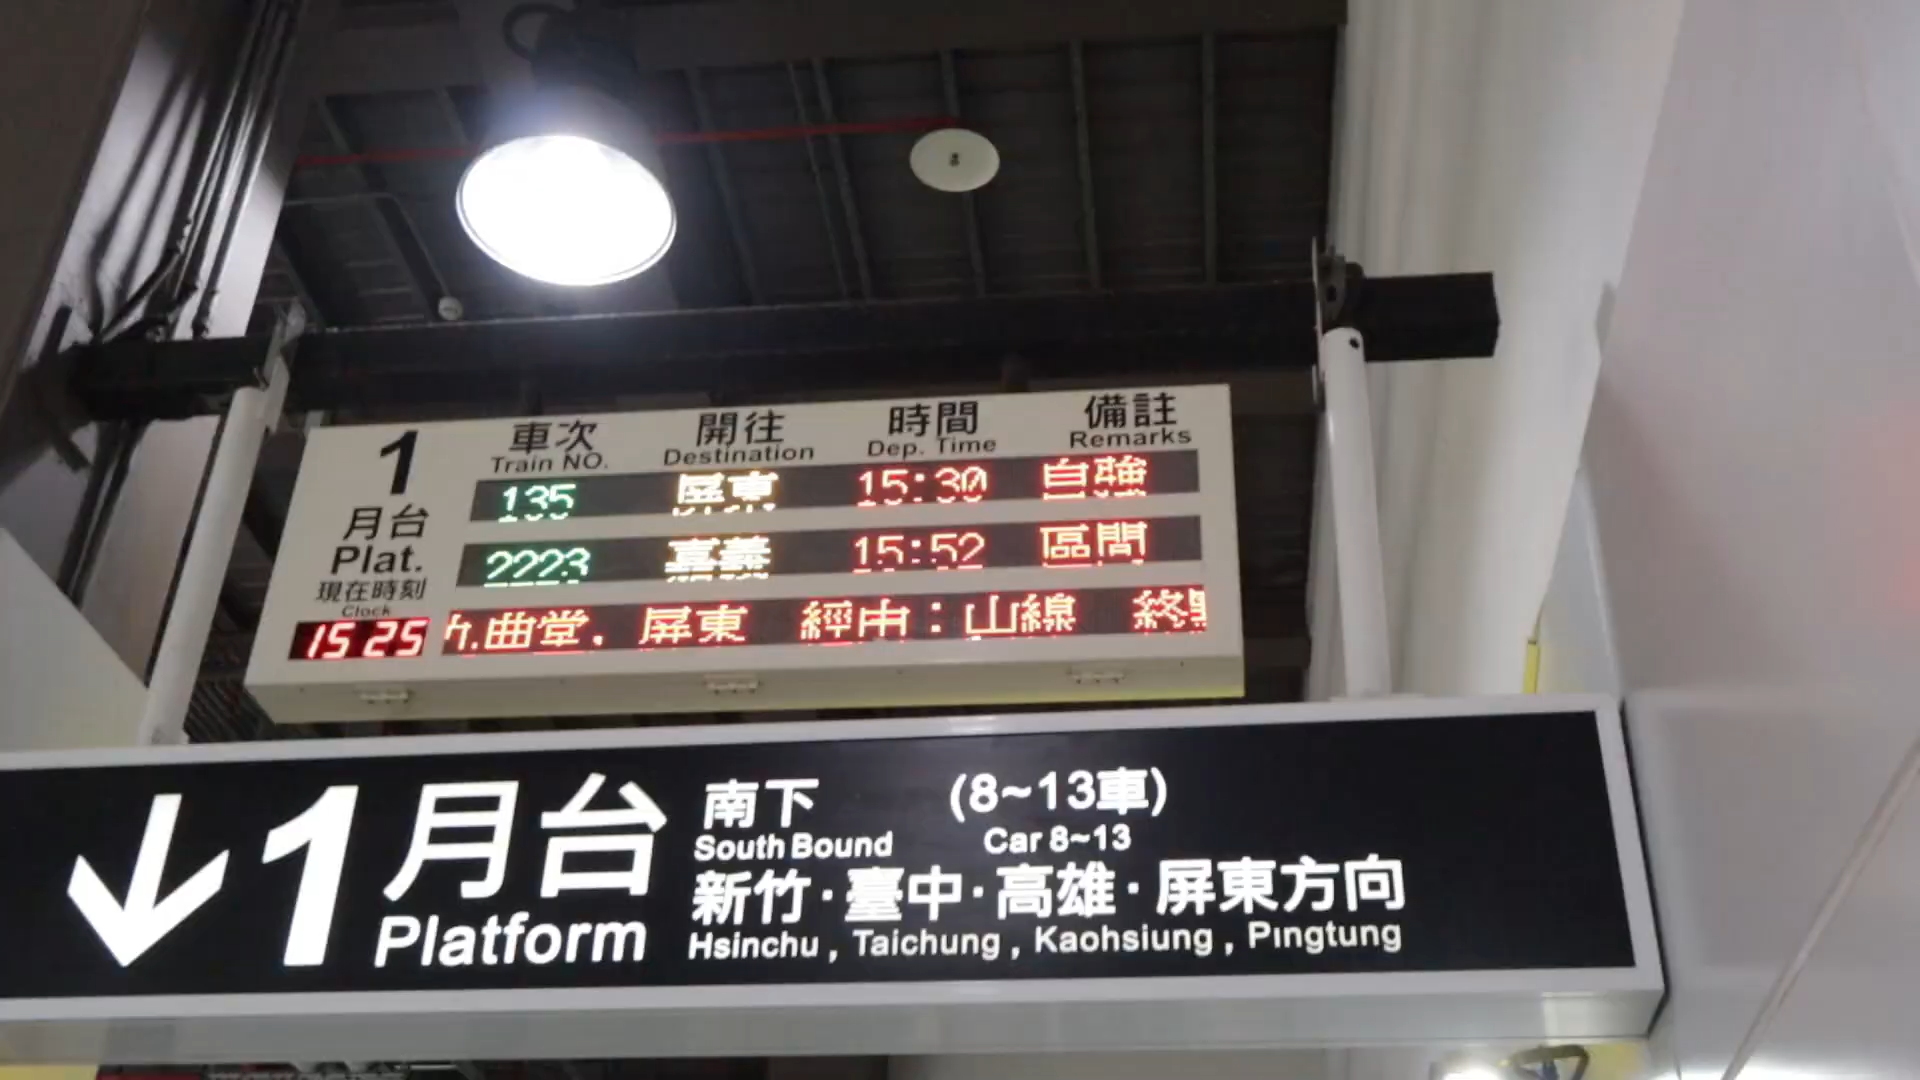 1
月台
Plat.
現在時刻
Clock
15 25
車次 開往 時間 備註
Train NO. Destination Dep. Time Remarks
135 屏東 15:30 自強
2223 嘉義 15:52 區間
.曲堂. 屏東 經由:山線 終
1月台
Platform
南下 (8~13車)
South Bound Car 8~13
新竹·臺中·高雄·屏東方向
Hsinchu , Taichung , Kaohsiung , Pingtung